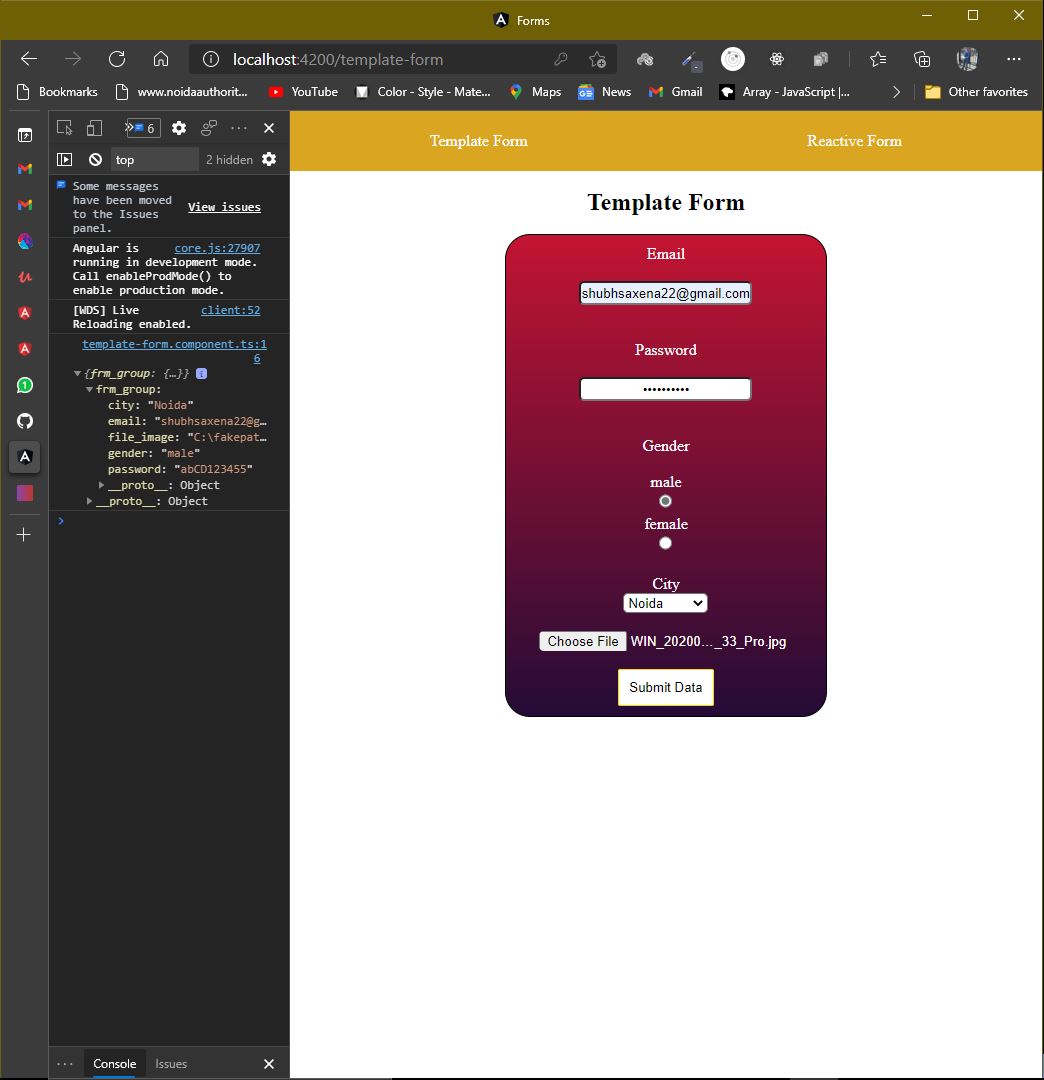 Forms
localhost:4200/template-form
Bookmarks
www.noidaauthorit...
YouTube
Color - Style - Mate...
Maps
News
Gmail
Array - JavaScript |...
Other favorites
6
top
2 hidden
Some messages
have been moved
to the Issues
panel.
View issues
Angular is core.js:27907
running in development mode.
Call enableProdMode() to
enable production mode.
[WDS] Live client:52
Reloading enabled.
template-form.component.ts:1
6
{frm_group: {…}} i
frm_group:
city: "Noida"
email: "shubhsaxena22@g…
file_image: "C:\fakepat…
gender: "male"
password: "abCD123455"
__proto__: Object
__proto__: Object
Console
Issues
Template Form
Reactive Form
Template Form
Email
shubhsaxena22@gmail.com
Password
••••••••••
Gender
male
female
City
Noida
Choose File WIN_20200..._33_Pro.jpg
Submit Data